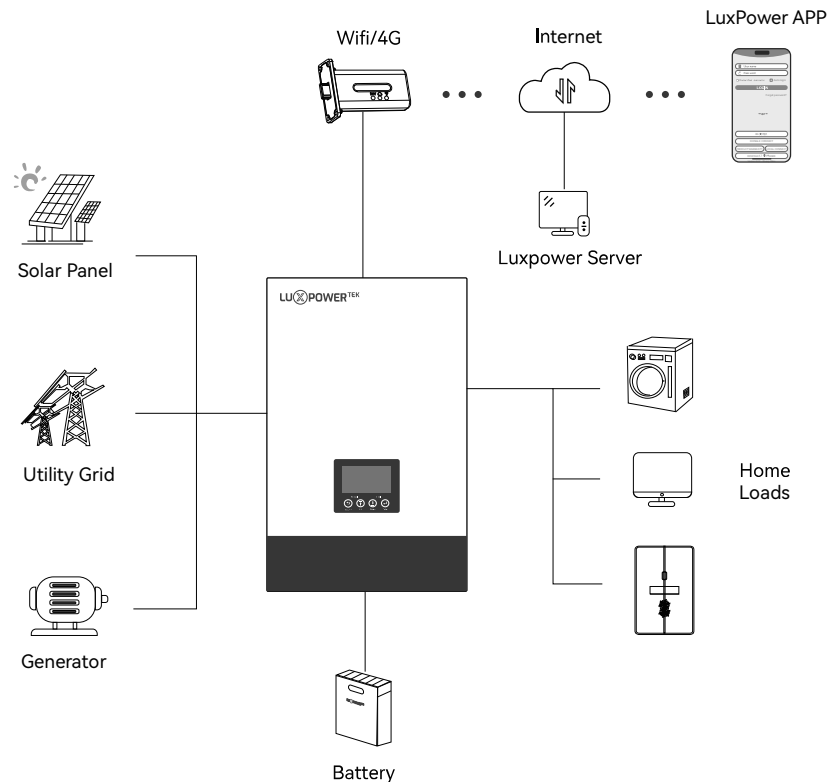 LuxPower APP
Wifi/4G
Internet
Luxpower Server
Solar Panel
LUXPOWERTEK
Utility Grid
Home
Loads
Generator
Battery